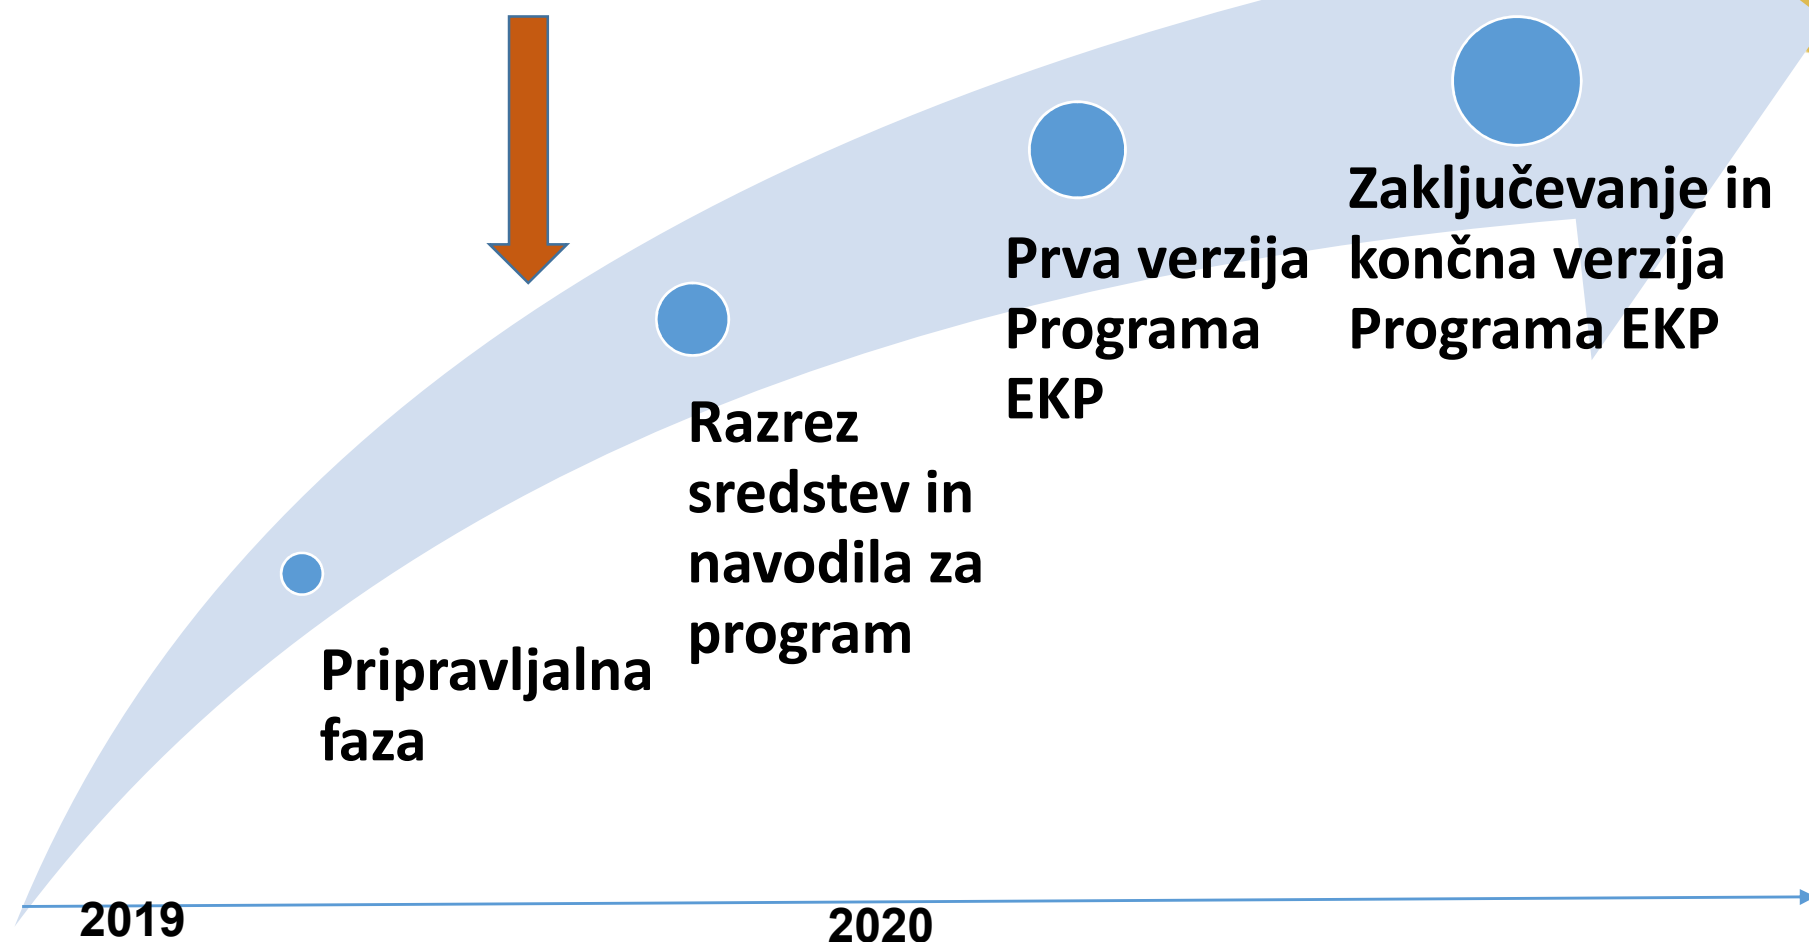 Zaključevanje in
končna verzija
Programa EKP
Prva verzija
Programa
EKP
Razrez
sredstev in
navodila za
program
Pripravljalna
faza
2019
2020